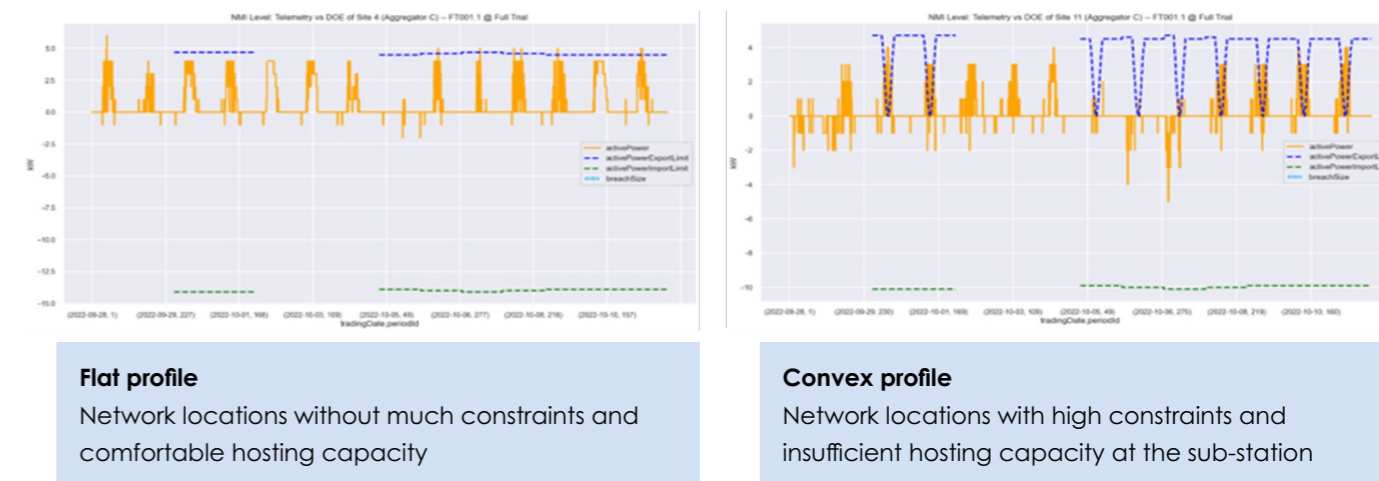 NMI Level: Telemetry vs DOE of Site 4 (Aggregator C) -- FT001.1 @ Full Trial
5.0
2.5
0.0
-2.5
-5.0
-7.5
-10.0
-12.5
-15.0
kW
activePower
activePowerExportLimit
activePowerImportLimit
breachSize
(2022-09-28, 1)
(2022-09-29, 227)
(2022-10-01, 168)
(2022-10-03, 109)
(2022-10-05, 49)
(2022-10-06, 277)
(2022-10-08, 218)
(2022-10-10, 157)
tradingDate,periodId
NMI Level: Telemetry vs DOE of Site 11 (Aggregator C) -- FT001.1 @ Full Trial
4
2
0
-2
-4
-6
-8
-10
kW
activePower
activePowerExportL
activePowerImportL
breachSize
(2022-09-28, 1)
(2022-09-29, 230)
(2022-10-01, 169)
(2022-10-03, 109)
(2022-10-05, 49)
(2022-10-06, 275)
(2022-10-08, 219)
(2022-10-10, 160)
tradingDate,periodId
Flat profile
Network locations without much constraints and
comfortable hosting capacity
Convex profile
Network locations with high constraints and
insufficient hosting capacity at the sub-station